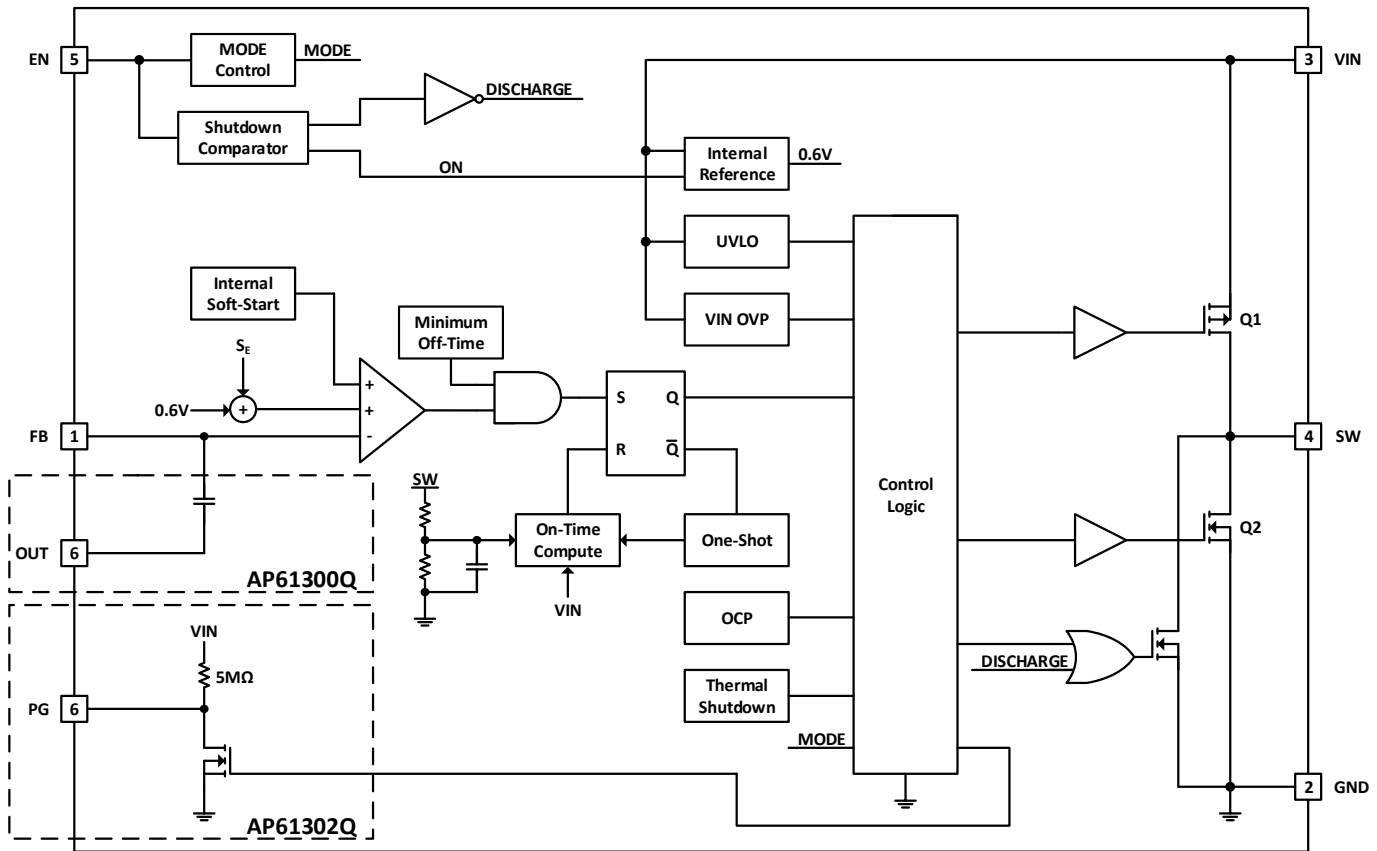 EN
5
MODE
Control
MODE
3
VIN
DISCHARGE
Shutdown
Comparator
ON
Internal
Reference
0.6V
UVLO
Internal
Soft-Start
Minimum
Off-Time
VIN OVP
Q1
SE
+
0.6V
+
+
-
S
Q
R
Q̅
FB
1
4
SW
SW
Control
Logic
On-Time
Compute
One-Shot
Q2
OUT
6
AP61300Q
VIN
OCP
VIN
5MΩ
DISCHARGE
Thermal
Shutdown
PG
6
MODE
2
GND
AP61302Q